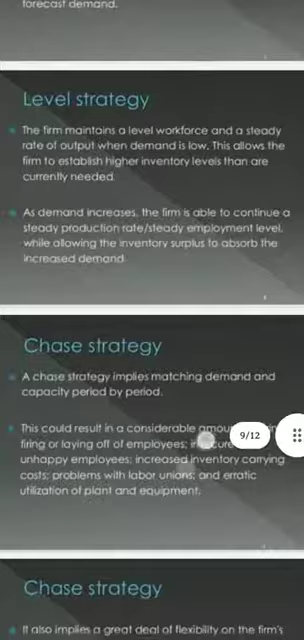 forecast demand.
Level strategy
The firm maintains a level workforce and a steady
rate of output when demand is low. This allows the
firm to establish higher inventory levels than are
currently needed.
As demand increases, the firm is able to continue a
steady production rate/steady employment level,
while allowing the inventory surplus to absorb the
increased demand
Chase strategy
A chase strategy implies matching demand and
capacity period by period.
This could result in a considerable
9/12
firing or laying off of employees;
unhappy employees; increased inventory carrying
costs; problems with labor unions; and erratic
utilization of plant and equipment.
Chase strategy
It also implies a great deal of flexibility on the firm's